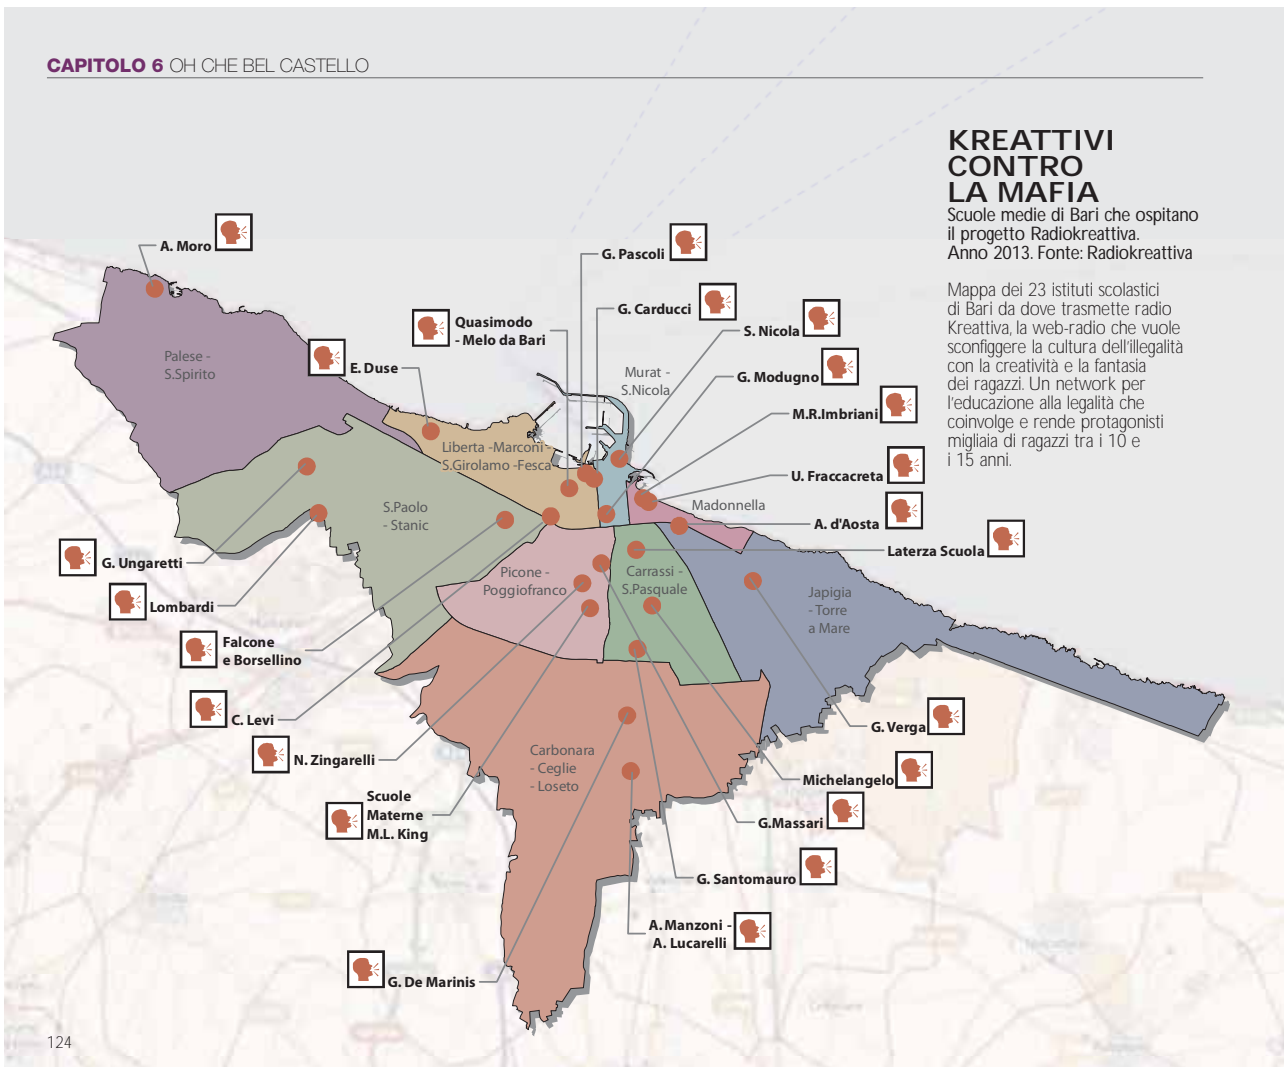 CAPITOLO 6 OH CHE BEL CASTELLO
KREATTIVI
CONTRO
LA MAFIA
Scuole medie di Bari che ospitano
il progetto Radiokreattiva.
Anno 2013. Fonte: Radiokreattiva
Mappa dei 23 istituti scolastici
di Bari da dove trasmette radio
Kreattiva, la web-radio che vuole
sconfiggere la cultura dell'illegalità
con la creatività e la fantasia
dei ragazzi. Un network per
l'educazione alla legalità che
coinvolge e rende protagonisti
migliaia di ragazzi tra i 10 e
i 15 anni.
A. Moro
G. Pascoli
G. Carducci
Quasimodo
- Melo da Bari
S. Nicola
E. Duse
G. Modugno
M.R.Imbriani
U. Fraccacreta
A. d'Aosta
Laterza Scuola
Palese -
S.Spirito
Murat -
S.Nicola
Liberta -Marconi -
S.Girolamo -Fesca
Madonnella
S.Paolo
- Stanic
Picone -
Poggiofranco
Carrassi -
S.Pasquale
Japigia
- Torre
a Mare
Carbonara
- Ceglie
- Loseto
G. Ungaretti
Lombardi
Falcone
e Borsellino
C. Levi
N. Zingarelli
Scuole
Materne
M.L. King
G. De Marinis
G. Verga
Michelangelo
G.Massari
G. Santomauro
A. Manzoni -
A. Lucarelli
124